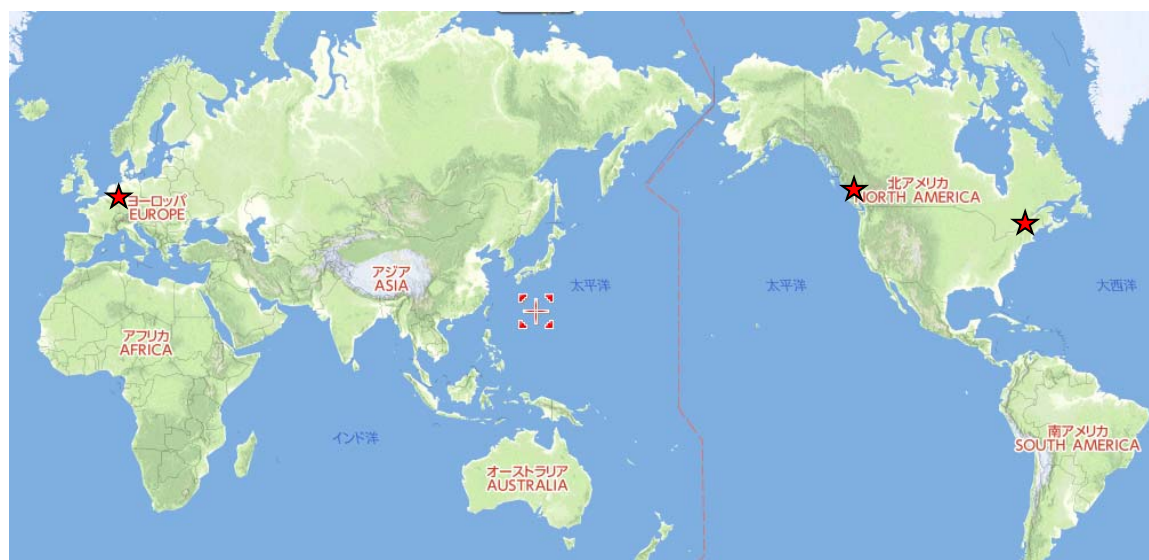 ヨーロッパ
EUROPE
北アメリカ
NORTH AMERICA
アジア
ASIA
太平洋
太平洋
大西洋
アフリカ
AFRICA
インド洋
南アメリカ
SOUTH AMERICA
オーストラリア
AUSTRALIA